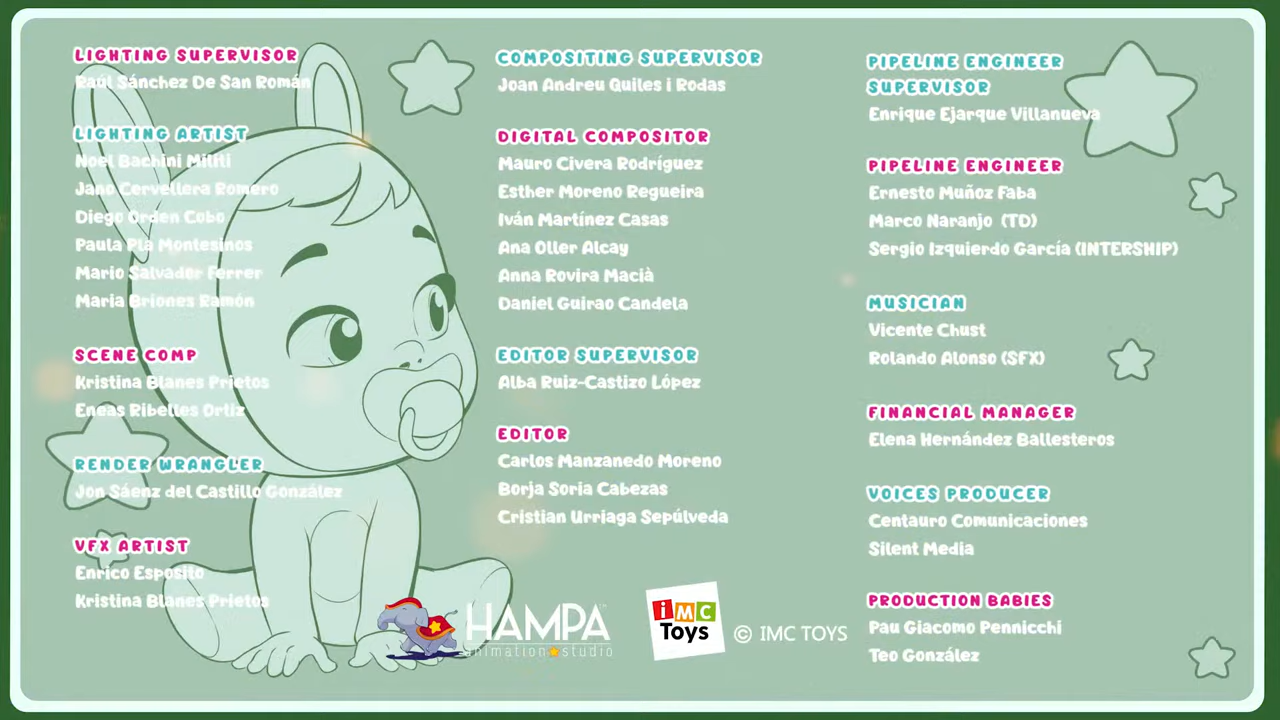 LIGHTING SUPERVISOR
Raúl Sánchez De San Román
LIGHTING ARTIST
Noel Bachini Militli
Jano Cervellera Romero
Diego Orden Cobo
Paula Pla Montesinos
Mario Salvador Ferrer
Maria Briones Ramón
SCENE COMP
Kristina Blanes Prietos
Eneas Ribelles Ortiz
RENDER WRANGLER
Jon Sáenz del Castillo González
VFX ARTIST
Enrico Esposito
Kristina Blanes Prietos
COMPOSITING SUPERVISOR
Joan Andreu Quiles i Rodas
DIGITAL COMPOSITOR
Mauro Civera Rodríguez
Esther Moreno Regueira
Iván Martínez Casas
Ana Oller Alcay
Anna Rovira Macià
Daniel Guirao Candela
EDITOR SUPERVISOR
Alba Ruiz-Castizo López
EDITOR
Carlos Manzanedo Moreno
Borja Soria Cabezas
Cristian Urriaga Sepúlveda
PIPELINE ENGINEER
SUPERVISOR
Enrique Ejarque Villanueva
PIPELINE ENGINEER
Ernesto Muñoz Faba
Marco Naranjo (TD)
Sergio Izquierdo García (INTERSHIP)
MUSICIAN
Vicente Chust
Rolando Alonso (SFX)
FINANCIAL MANAGER
Elena Hernández Ballesteros
VOICES PRODUCER
Centauro Comunicaciones
Silent Media
PRODUCTION BABIES
Pau Giacomo Pennicchi
Teo González
HAMPA
animation studio
iMC
Toys
© IMC TOYS